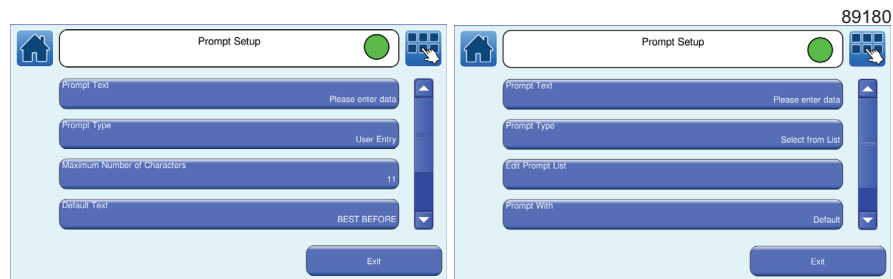 89180
Prompt Setup
Prompt Text
Please enter data
Prompt Type
User Entry
Maximum Number of Characters
11
Default Text
BEST BEFORE
Exit
Prompt Setup
Prompt Text
Please enter data
Prompt Type
Select from List
Edit Prompt List
Prompt With
Default
Exit